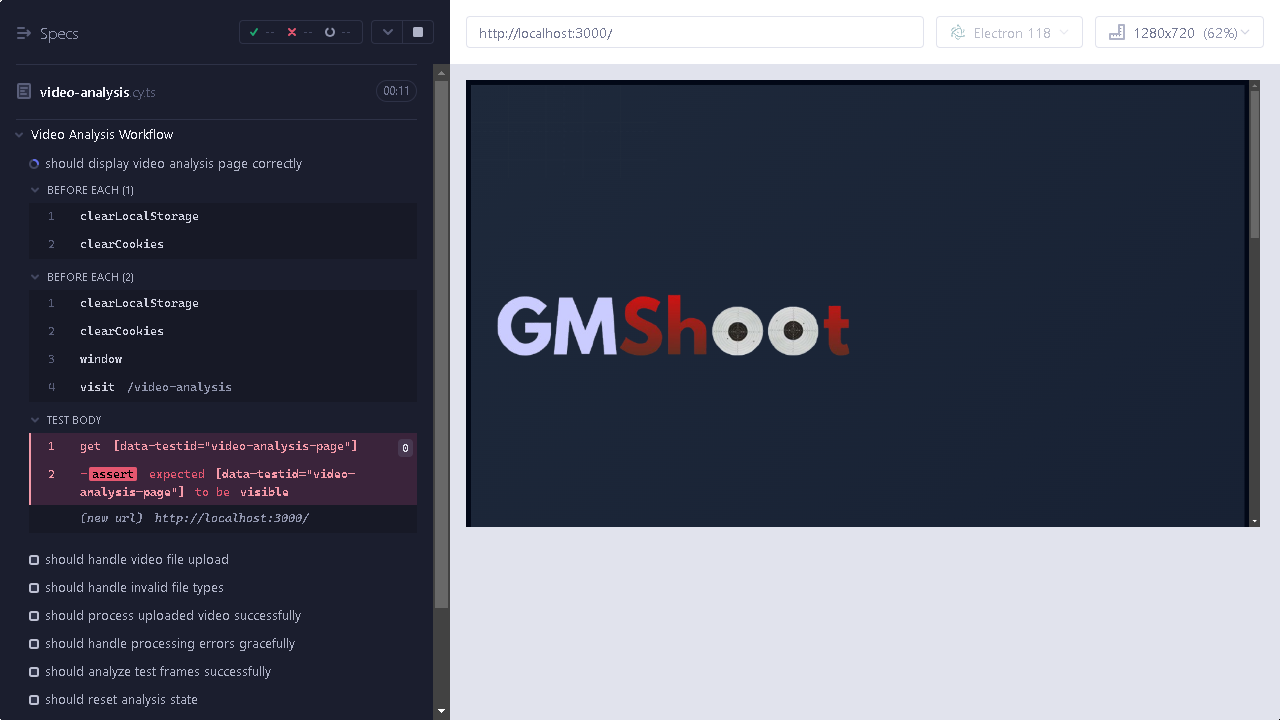 Specs
-- -- --
video-analysis.cy.ts
00:11
Video Analysis Workflow
should display video analysis page correctly
BEFORE EACH (1)
1 clearLocalStorage
2 clearCookies
BEFORE EACH (2)
1 clearLocalStorage
2 clearCookies
3 window
4 visit /video-analysis
TEST BODY
1 get [data-testid="video-analysis-page"] 0
2 -assert expected [data-testid="video-
analysis-page"] to be visible
(new url) http://localhost:3000/
should handle video file upload
should handle invalid file types
should process uploaded video successfully
should handle processing errors gracefully
should analyze test frames successfully
should reset analysis state
http://localhost:3000/
Electron 118
1280x720 (62%)
GMShoot